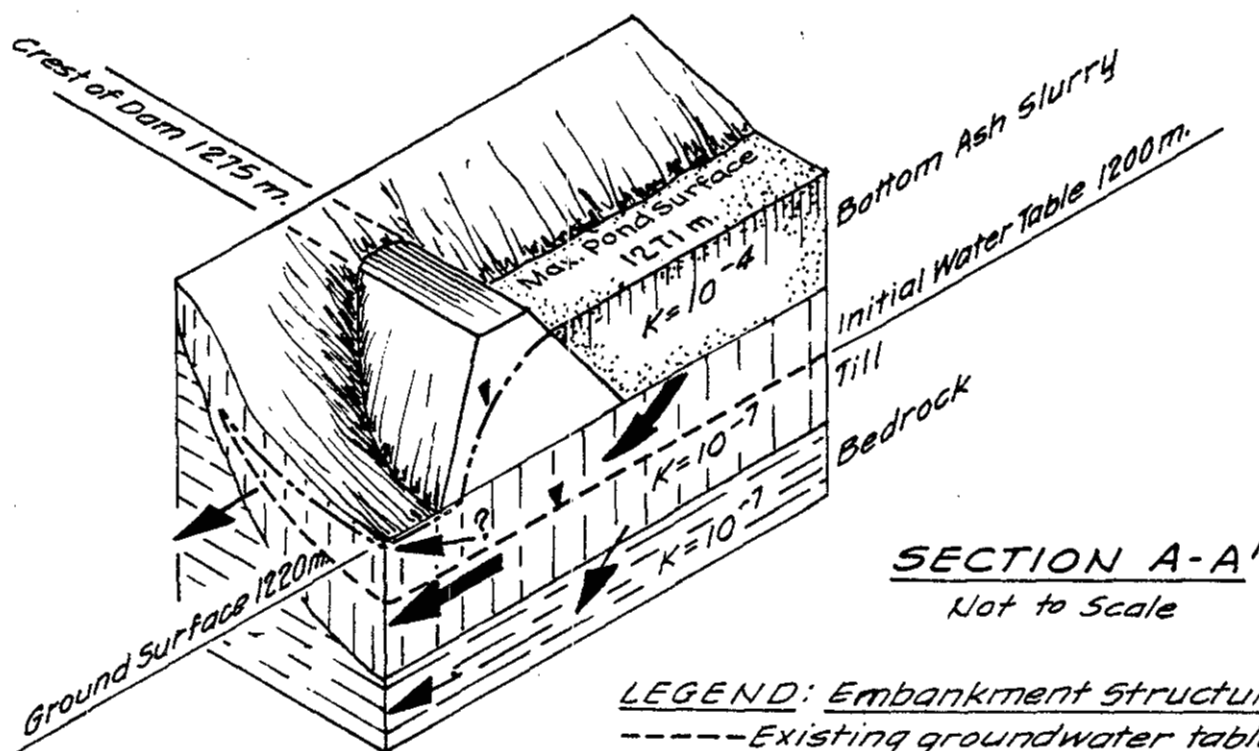 Crest of Dam 1275 m.
Bottom Ash Slurry
Max. Pond Surface
1271 m.
K=10⁻⁴
Initial Water Table 1200 m.
Till
K=10⁻⁷
Bedrock
K=10⁻⁷
?
Ground Surface 1220m.
SECTION A-A'
Not to Scale
LEGEND: Embankment Structur
-----Existing groundwater tabl